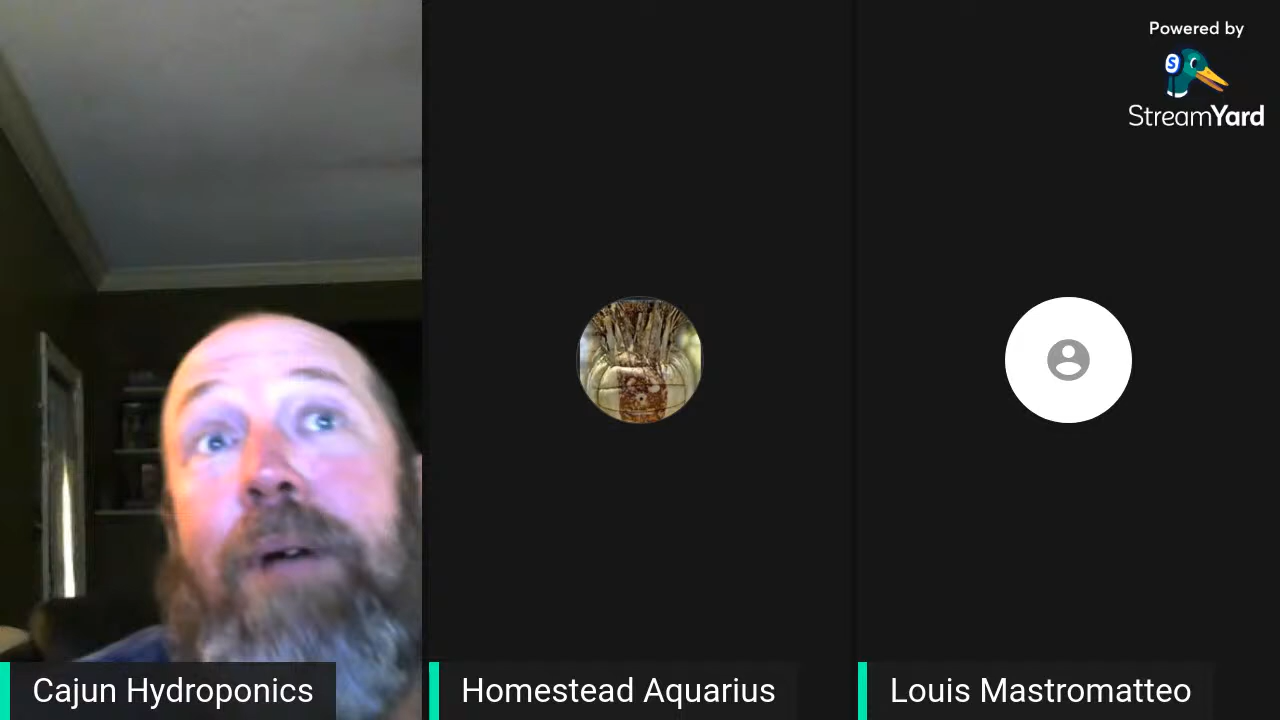 Powered by
S
StreamYard
Cajun Hydroponics
Homestead Aquarius
Louis Mastromatteo